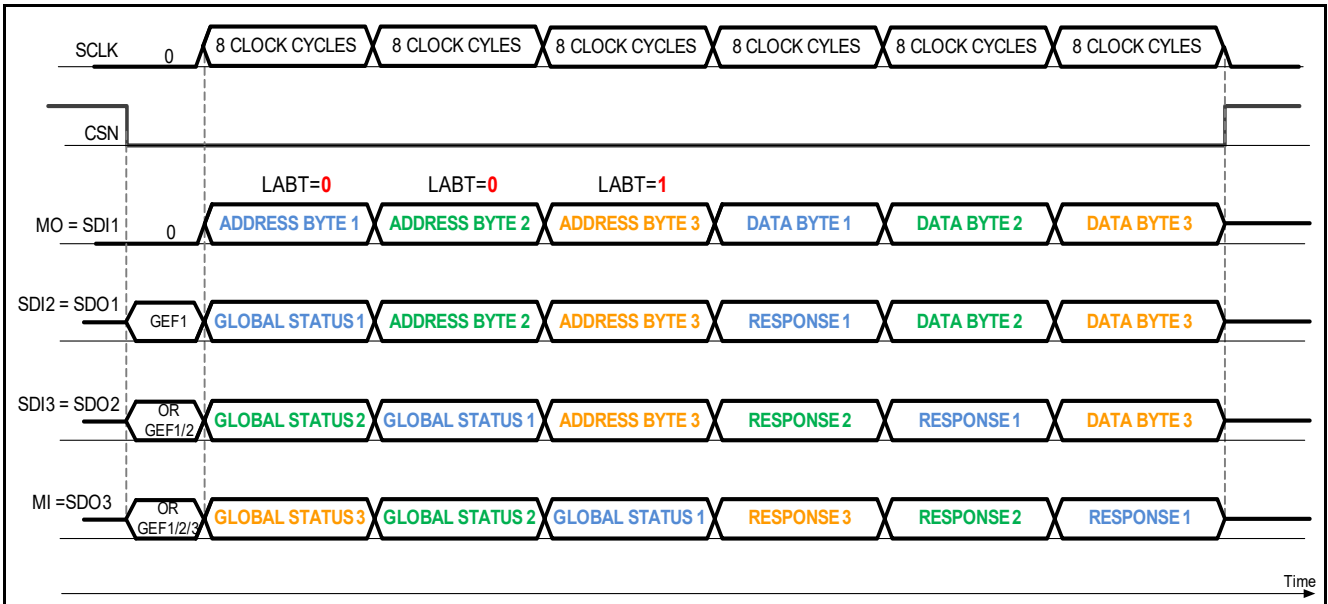 SCLK 0 8 CLOCK CYCLES 8 CLOCK CYLES 8 CLOCK CYCLES 8 CLOCK CYLES 8 CLOCK CYCLES 8 CLOCK CYLES
CSN
LABT=0 LABT=0 LABT=1
MO = SDI1 0 ADDRESS BYTE 1 ADDRESS BYTE 2 ADDRESS BYTE 3 DATA BYTE 1 DATA BYTE 2 DATA BYTE 3
SDI2 = SDO1 GEF1 GLOBAL STATUS 1 ADDRESS BYTE 2 ADDRESS BYTE 3 RESPONSE 1 DATA BYTE 2 DATA BYTE 3
SDI3 = SDO2 OR GEF1/2 GLOBAL STATUS 2 GLOBAL STATUS 1 ADDRESS BYTE 3 RESPONSE 2 RESPONSE 1 DATA BYTE 3
MI =SDO3 OR GEF1/2/3 GLOBAL STATUS 3 GLOBAL STATUS 2 GLOBAL STATUS 1 RESPONSE 3 RESPONSE 2 RESPONSE 1
Time